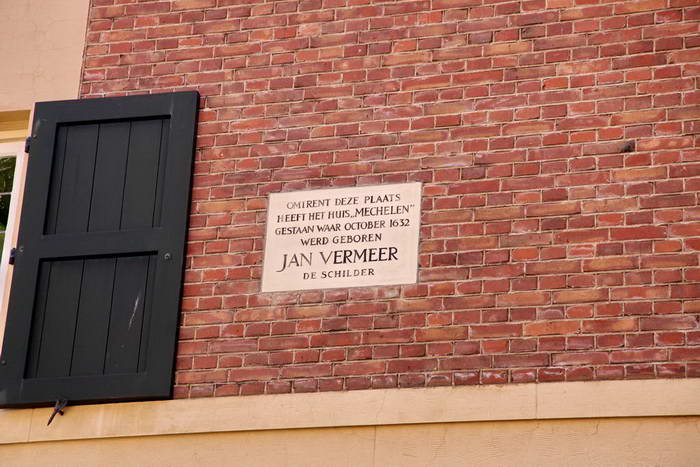 OMTRENT DEZE PLAATS
HEEFT HET HUIS „MECHELEN"
GESTAAN WAAR OCTOBER 1632
WERD GEBOREN
JAN VERMEER
DE SCHILDER